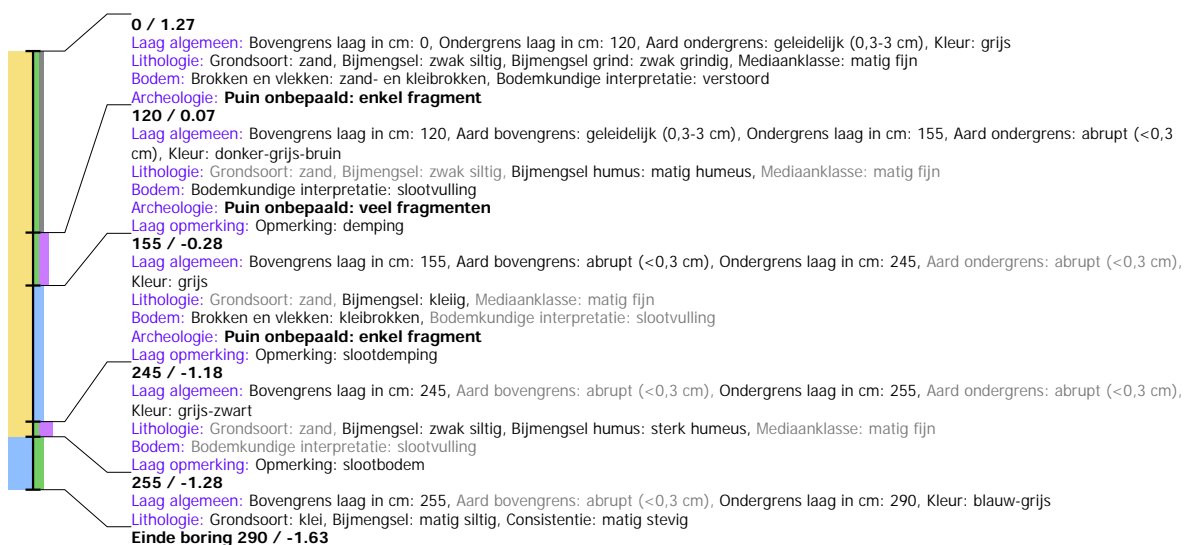 0 / 1.27
Laag algemeen: Bovengrens laag in cm: 0, Ondergrens laag in cm: 120, Aard ondergrens: geleidelijk (0,3-3 cm), Kleur: grijs
Lithologie: Grondsoort: zand, Bijmengsel: zwak siltig, Bijmengsel grind: zwak grindig, Mediaanklasse: matig fijn
Bodem: Brokken en vlekken: zand- en kleibrokken, Bodemkundige interpretatie: verstoord
Archeologie: Puin onbepaald: enkel fragment
120 / 0.07
Laag algemeen: Bovengrens laag in cm: 120, Aard bovengrens: geleidelijk (0,3-3 cm), Ondergrens laag in cm: 155, Aard ondergrens: abrupt (<0,3
cm), Kleur: donker-grijs-bruin
Lithologie: Grondsoort: zand, Bijmengsel: zwak siltig, Bijmengsel humus: matig humeus, Mediaanklasse: matig fijn
Bodem: Bodemkundige interpretatie: slootvulling
Archeologie: Puin onbepaald: veel fragmenten
Laag opmerking: Opmerking: demping
155 / -0.28
Laag algemeen: Bovengrens laag in cm: 155, Aard bovengrens: abrupt (<0,3 cm), Ondergrens laag in cm: 245, Aard ondergrens: abrupt (<0,3 cm),
Kleur: grijs
Lithologie: Grondsoort: zand, Bijmengsel: kleiig, Mediaanklasse: matig fijn
Bodem: Brokken en vlekken: kleibrokken, Bodemkundige interpretatie: slootvulling
Archeologie: Puin onbepaald: enkel fragment
Laag opmerking: Opmerking: slootdemping
245 / -1.18
Laag algemeen: Bovengrens laag in cm: 245, Aard bovengrens: abrupt (<0,3 cm), Ondergrens laag in cm: 255, Aard ondergrens: abrupt (<0,3 cm),
Kleur: grijs-zwart
Lithologie: Grondsoort: zand, Bijmengsel: zwak siltig, Bijmengsel humus: sterk humeus, Mediaanklasse: matig fijn
Bodem: Bodemkundige interpretatie: slootvulling
Laag opmerking: Opmerking: slootbodem
255 / -1.28
Laag algemeen: Bovengrens laag in cm: 255, Aard bovengrens: abrupt (<0,3 cm), Ondergrens laag in cm: 290, Kleur: blauw-grijs
Lithologie: Grondsoort: klei, Bijmengsel: matig siltig, Consistentie: matig stevig
Einde boring 290 / -1.63